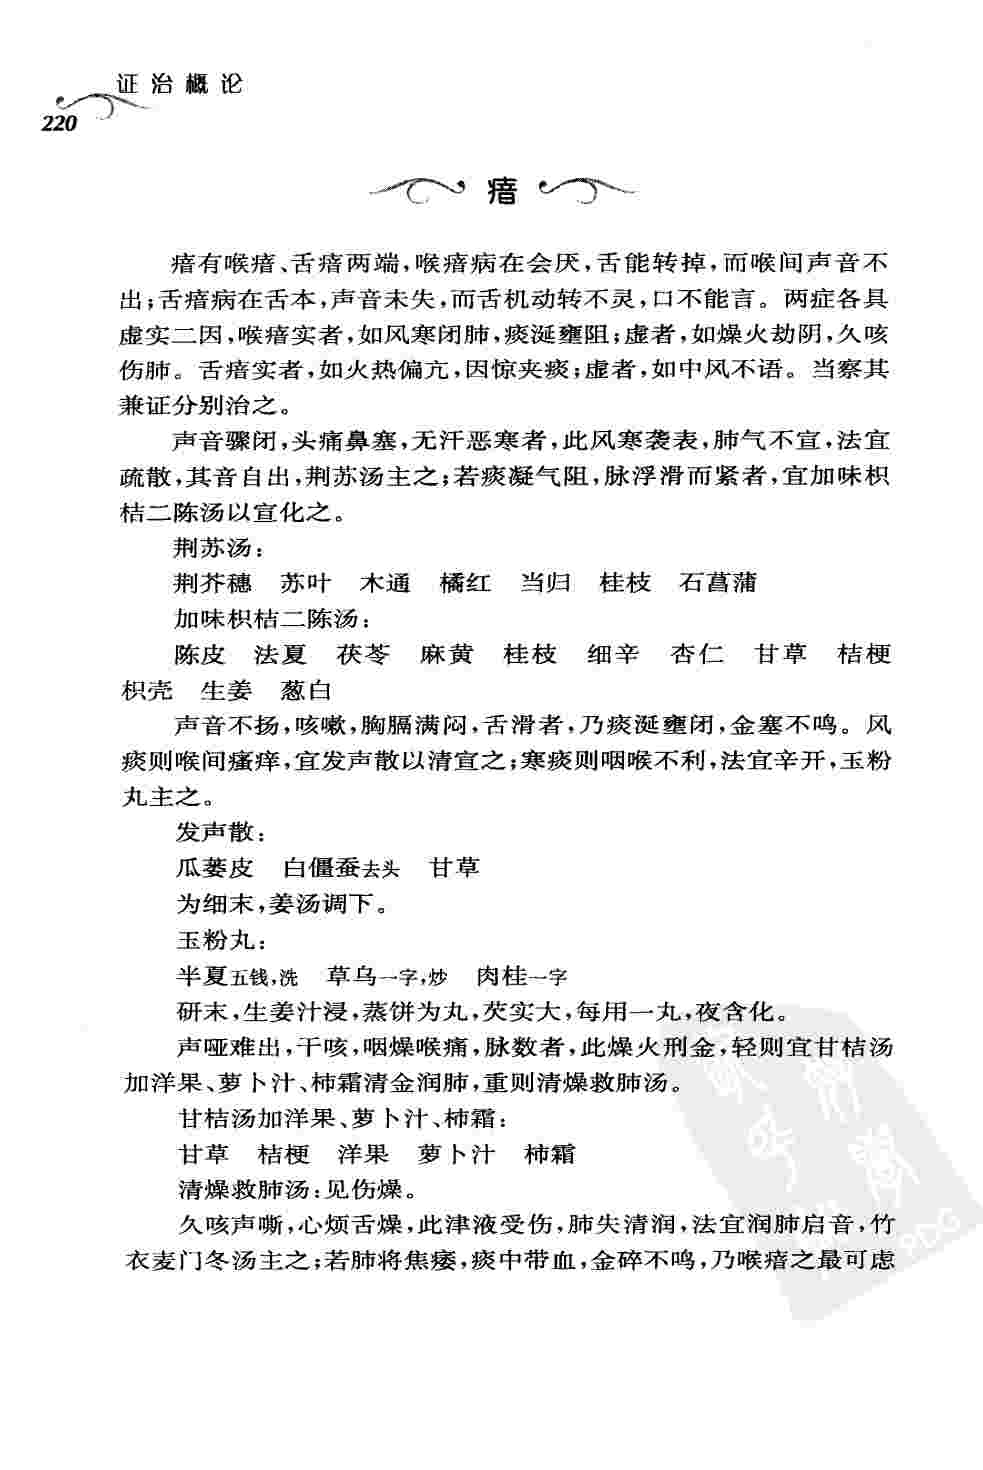 证治概论
220
瘖
瘖有喉瘖、舌瘖两端,喉瘖病在会厌,舌能转掉,而喉间声音不
出;舌瘖病在舌本,声音未失,而舌机动转不灵,口不能言。两症各具
虚实二因,喉瘖实者,如风寒闭肺,痰涎壅阻;虚者,如燥火劫阴,久咳
伤肺。舌瘖实者,如火热偏亢,因惊夹痰;虚者,如中风不语。当察其
兼证分别治之。
声音骤闭,头痛鼻塞,无汗恶寒者,此风寒袭表,肺气不宣,法宜
疏散,其音自出,荆苏汤主之;若痰凝气阻,脉浮滑而紧者,宜加味枳
桔二陈汤以宣化之。
荆苏汤:
荆芥穗 苏叶 木通 橘红 当归 桂枝 石菖蒲
加味枳桔二陈汤:
陈皮 法夏 茯苓 麻黄 桂枝 细辛 杏仁 甘草 桔梗
枳壳 生姜 葱白
声音不扬,咳嗽,胸膈满闷,舌滑者,乃痰涎壅闭,金塞不鸣。风
痰则喉间瘙痒,宜发声散以清宣之;寒痰则咽喉不利,法宜辛开,玉粉
丸主之。
发声散:
瓜蒌皮 白僵蚕去头 甘草
为细末,姜汤调下。
玉粉丸:
半夏五钱,洗 草乌一字,炒 肉桂一字
研末,生姜汁浸,蒸饼为丸,芡实大,每用一丸,夜含化。
声哑难出,干咳,咽燥喉痛,脉数者,此燥火刑金,轻则宜甘桔汤
加洋果、萝卜汁、柿霜清金润肺,重则清燥救肺汤。
甘桔汤加洋果、萝卜汁、柿霜:
甘草 桔梗 洋果 萝卜汁 柿霜
清燥救肺汤:见伤燥。
久咳声嘶,心烦舌燥,此津液受伤,肺失清润,法宜润肺启音,竹
衣麦门冬汤主之;若肺将焦痿,痰中带血,金碎不鸣,乃喉瘖之最可虑
PDG